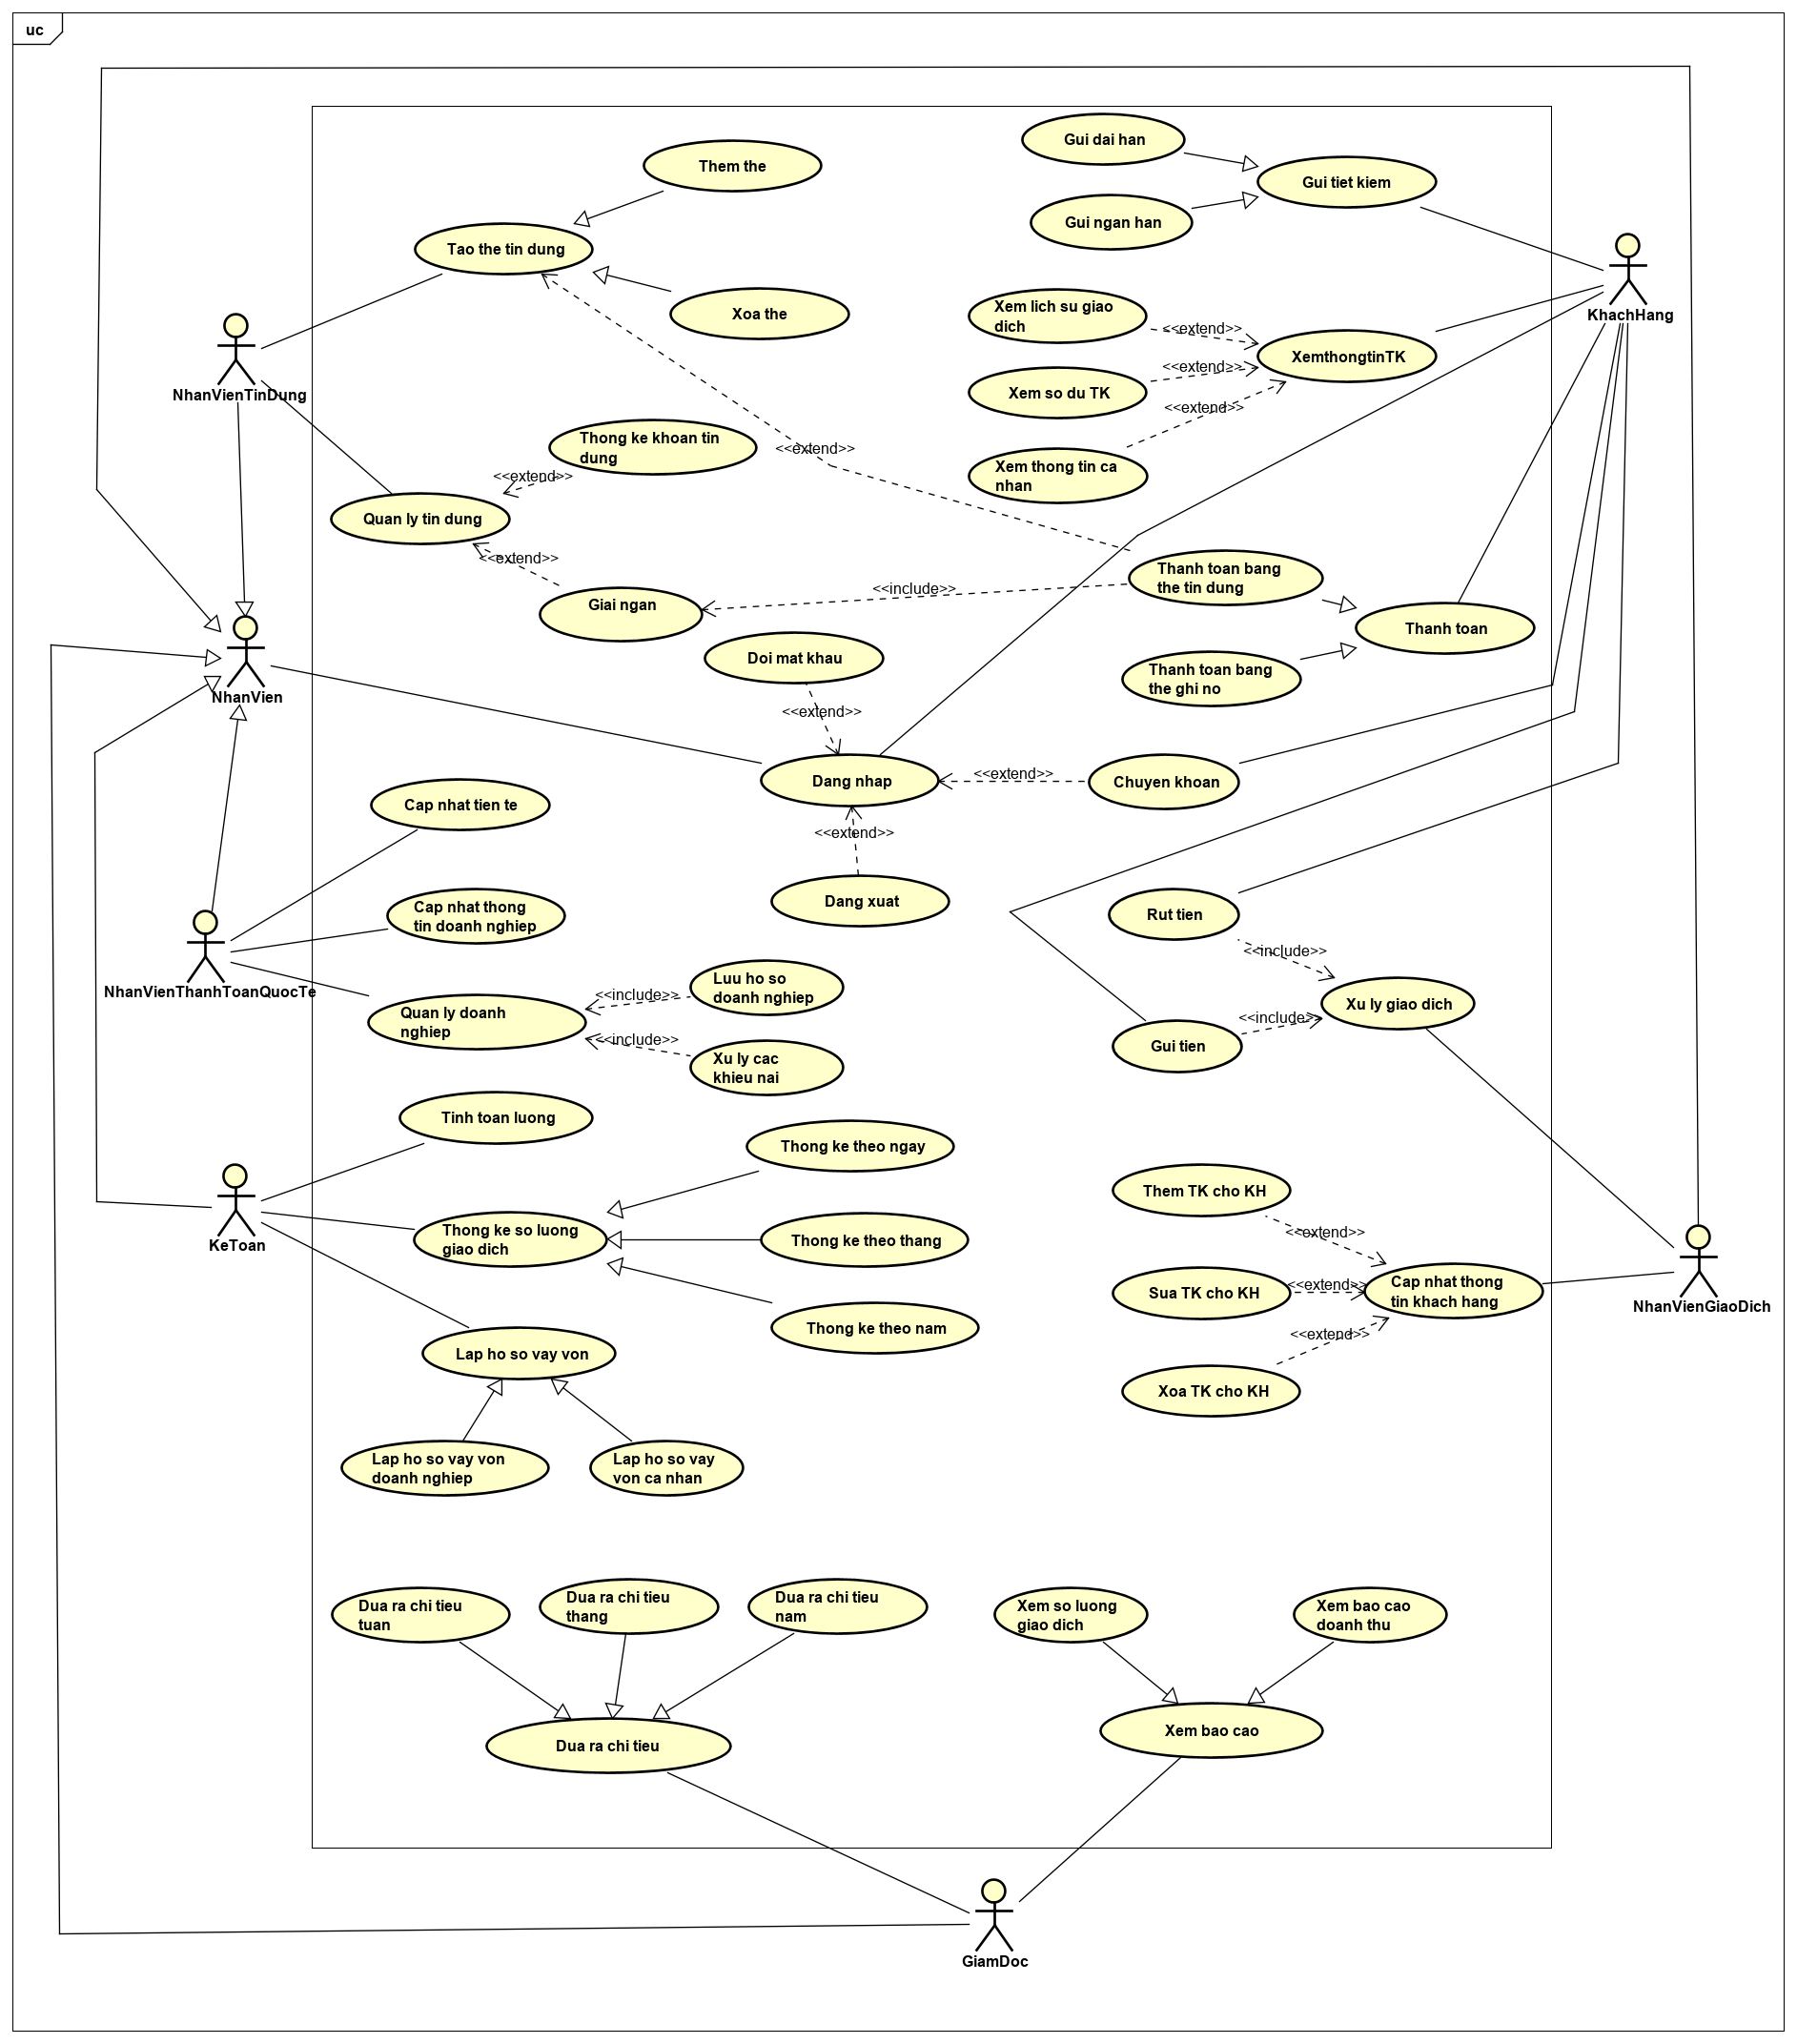 uc
Gui dai han
Them the
Gui tiet kiem
Gui ngan han
Tao the tin dung
Xoa the
Xem lich su giao
dich
<<extend>>
KhachHang
XemthongtinTK
<<extend>>
Xem so du TK
NhanVienTinDung
<<extend>>
Thong ke khoan tin
dung
<<extend>>
Xem thong tin ca
nhan
<<extend>>
Quan ly tin dung
<<extend>>
Thanh toan bang
the tin dung
<<include>>
Giai ngan
Thanh toan
Doi mat khau
Thanh toan bang
the ghi no
NhanVien
<<extend>>
Dang nhap
<<extend>>
Chuyen khoan
Cap nhat tien te
<<extend>>
Dang xuat
Cap nhat thong
tin doanh nghiep
Rut tien
<<include>>
NhanVienThanhToanQuocTe
Luu ho so
doanh nghiep
<<include>>
Xu ly giao dich
Quan ly doanh
nghiep
<<include>>
<<include>>
Gui tien
Xu ly cac
khieu nai
Tinh toan luong
Thong ke theo ngay
Them TK cho KH
KeToan
Thong ke so luong
giao dich
Thong ke theo thang
<<extend>>
Sua TK cho KH
<<extend>>
Cap nhat thong
tin khach hang
NhanVienGiaoDich
Thong ke theo nam
<<extend>>
Lap ho so vay von
Xoa TK cho KH
Lap ho so vay von
doanh nghiep
Lap ho so vay
von ca nhan
Dua ra chi tieu
tuan
Dua ra chi tieu
thang
Dua ra chi tieu
nam
Xem so luong
giao dich
Xem bao cao
doanh thu
Dua ra chi tieu
Xem bao cao
GiamDoc